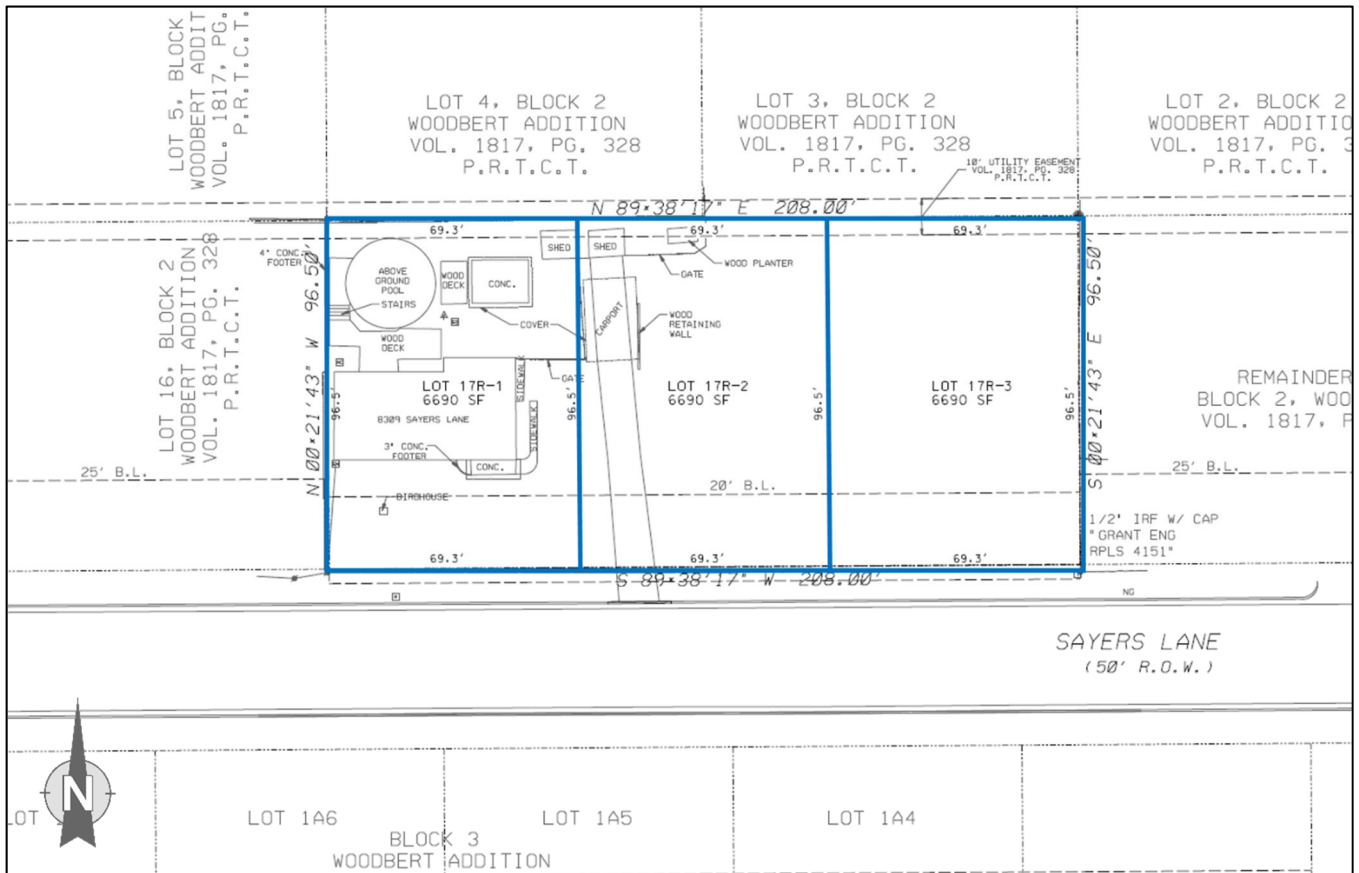 LOT 5, BLOCK
WOODBERT ADDIT
VOL. 1817, PG.
P.R.T.C.T.
LOT 4, BLOCK 2
WOODBERT ADDITION
VOL. 1817, PG. 328
P.R.T.C.T.
LOT 3, BLOCK 2
WOODBERT ADDITION
VOL. 1817, PG. 328
P.R.T.C.T.
LOT 2, BLOCK 2
WOODBERT ADDITIO
VOL. 1817, PG. 3
P.R.T.C.T.
10' UTILITY EASEMENT
VOL. 1817, PG. 328
P.R.T.C.T.
N 89°38'17" E 208.00'
69.3'
69.3'
69.3'
LOT 16, BLOCK 2
WOODBERT ADDITION
VOL. 1817, PG. 328
P.R.T.C.T.
N 00°21'43" W 96.50'
4" CONC.
FOOTER
ABOVE
GROUND
POOL
STAIRS
WOOD
DECK
CONC.
SHED
SHED
WOOD PLANTER
GATE
COVER
CARPORT
WOOD
RETAINING
WALL
WOOD
DECK
GATE
SIDEWALK
SIDEWALK
LOT 17R-1
6690 SF
96.5'
8309 SAYERS LANE
3" CONC.
FOOTER
CONC.
BIRDHOUSE
96.5'
LOT 17R-2
6690 SF
96.5'
LOT 17R-3
6690 SF
96.5'
S 00°21'43" E 96.50'
REMAINDER
BLOCK 2, WOO
VOL. 1817, P
25' B.L.
20' B.L.
25' B.L.
1/2" IRF W/ CAP
"GRANT ENG
RPLS 4151"
69.3'
69.3'
69.3'
S 89°38'17" W 208.00'
NG
SAYERS LANE
(50' R.O.W.)
N
LOT
LOT 1A6
LOT 1A5
LOT 1A4
BLOCK 3
WOODBERT ADDITION